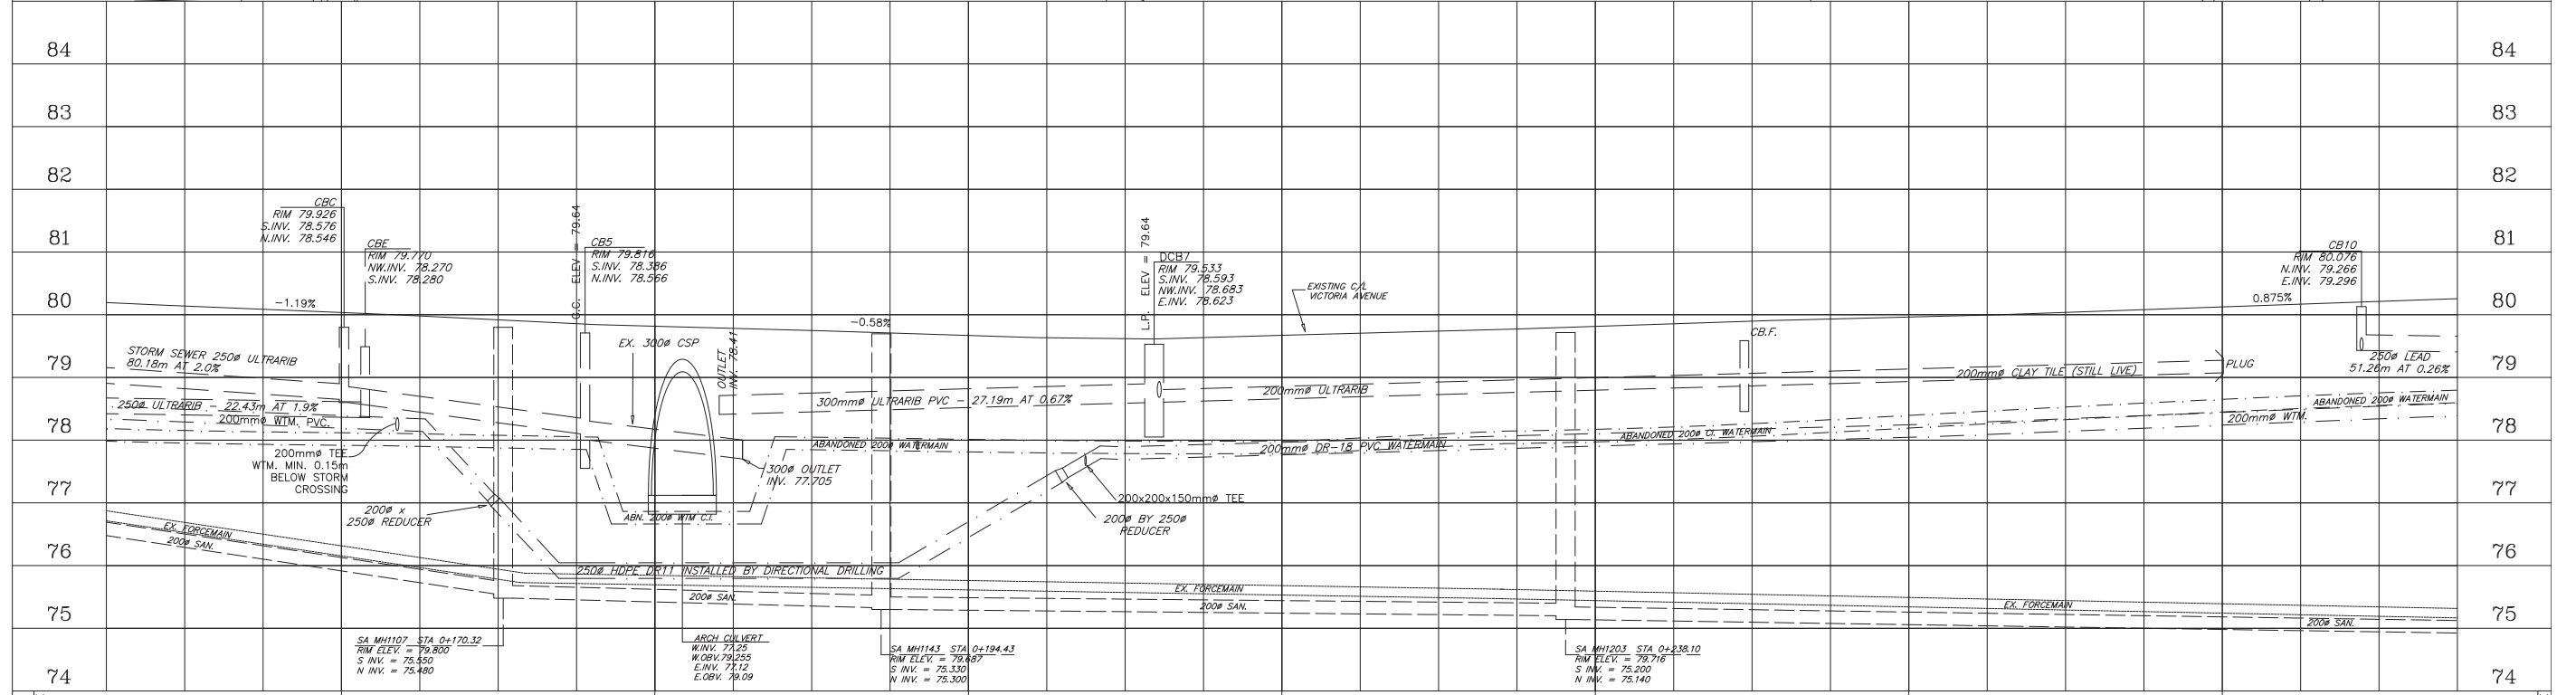 84
84
83
83
82
82
81
81
80
80
79
79
78
78
77
77
76
76
75
75
74
74
CBC
RIM 79.926
S.INV. 78.576
N.INV. 78.546
CBE
RIM 79.770
NW.INV. 78.270
S.INV. 78.280
G.C. ELEV = 79.64
CB5
RIM 79.816
S.INV. 78.386
N.INV. 78.566
L.P. ELEV = 79.64
DCB7
RIM 79.533
S.INV. 78.593
NW.INV. 78.683
E.INV. 78.623
EXISTING C/L
VICTORIA AVENUE
CB10
RIM 80.076
N.INV. 79.266
E.INV. 79.296
-1.19%
-0.58%
0.875%
STORM SEWER 250ø ULTRARIB
80.18m AT 2.0%
EX. 300ø CSP
OUTLET
INV. 78.41
CB.F.
PLUG
250ø LEAD
51.26m AT 0.26%
200mmø CLAY TILE (STILL LIVE)
200mmø ULTRARIB
300mmø ULTRARIB PVC - 27.19m AT 0.67%
250ø ULTRARIB - 22.43m AT 1.9%
200mmø WTM. PVC.
ABANDONED 200ø WATERMAIN
200mmø WTM.
ABANDONED 200ø CI. WATERMAIN
ABANDONED 200ø WATERMAIN
200mmø DR-18 PVC WATERMAIN
200mmø TEE
WTM. MIN. 0.15m
BELOW STORM
CROSSING
300ø OUTLET
INV. 77.705
200x200x150mmø TEE
200ø x
250ø REDUCER
ABN. 200ø WTM C.I.
200ø BY 250ø
REDUCER
EX. FORCEMAIN
200ø SAN.
250ø HDPE DR11 INSTALLED BY DIRECTIONAL DRILLING
200ø SAN.
EX. FORCEMAIN
200ø SAN.
EX. FORCEMAIN
200ø SAN.
SA MH1107 STA 0+170.32
RIM ELEV. = 79.800
S INV. = 75.550
N INV. = 75.480
ARCH CULVERT
W.INV. 77.25
W.OBV.79.255
E.INV. 77.12
E.OBV. 79.09
SA MH1143 STA 0+194.43
RIM ELEV. = 79.687
S INV. = 75.330
N INV. = 75.300
SA MH1203 STA 0+238.10
RIM ELEV. = 79.716
S INV. = 75.200
N INV. = 75.140